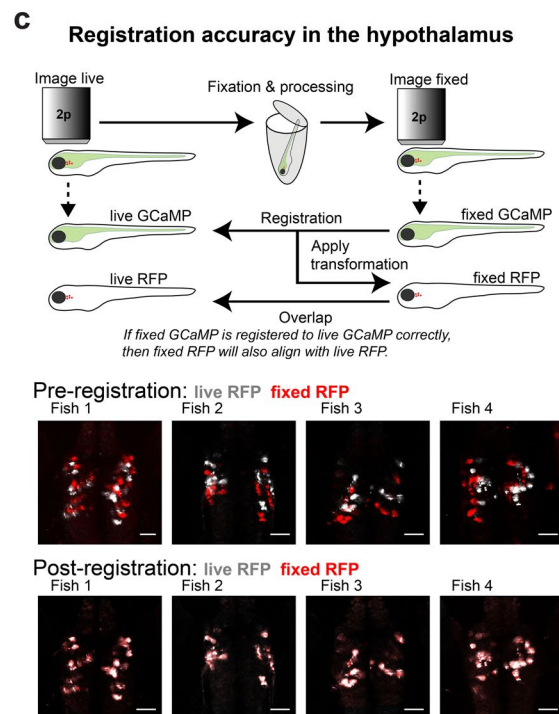 C
Registration accuracy in the hypothalamus
Image live
Fixation & processing
Image fixed
2p
2p
live GCaMP
Registration
fixed GCaMP
Apply
transformation
live RFP
fixed RFP
Overlap
If fixed GCaMP is registered to live GCaMP correctly,
then fixed RFP will also align with live RFP.
Pre-registration: live RFP fixed RFP
Fish 1 Fish 2 Fish 3 Fish 4
Post-registration: live RFP fixed RFP
Fish 1 Fish 2 Fish 3 Fish 4